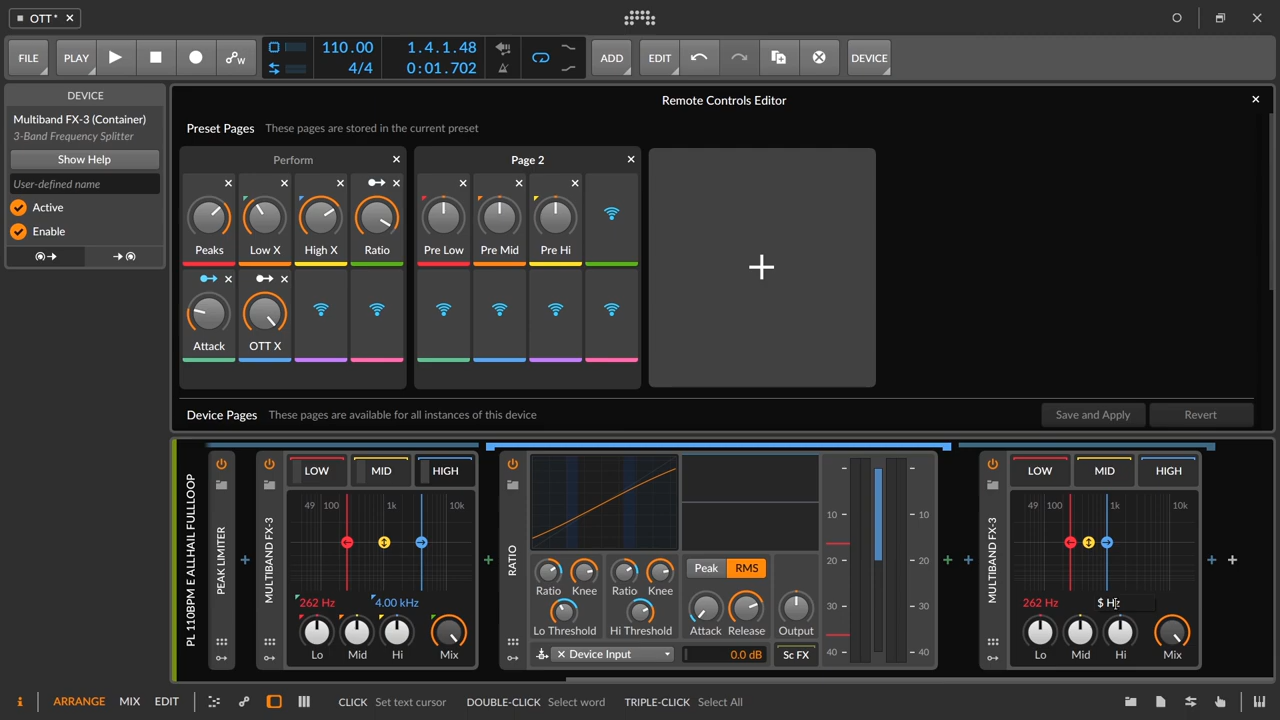 OTT*
FILE
PLAY
110.00
4/4
1.4.1.48
0:01.702
ADD
EDIT
DEVICE
DEVICE
Multiband FX-3 (Container)
3-Band Frequency Splitter
Show Help
User-defined name
Active
Enable
Remote Controls Editor
Preset Pages These pages are stored in the current preset
Perform
Page 2
Peaks Low X High X Ratio
Pre Low Pre Mid Pre Hi
Attack OTT X
Device Pages These pages are available for all instances of this device
Save and Apply
Revert
PL 110BPM E ALLHAIL FULLLOOP
PEAK LIMITER
MULTIBAND FX-3
LOW MID HIGH
49 100 1k 10k
262 Hz 4.00 kHz
Lo Mid Hi Mix
RATIO
Ratio Knee Ratio Knee
Lo Threshold Hi Threshold
Peak RMS
Attack Release Output
Device Input
0.0 dB
Sc FX
10 10
20 20
30 30
40 40
MULTIBAND FX-3
LOW MID HIGH
49 100 1k 10k
262 Hz $ Hz
Lo Mid Hi Mix
ARRANGE MIX EDIT
CLICK Set text cursor DOUBLE-CLICK Select word TRIPLE-CLICK Select All